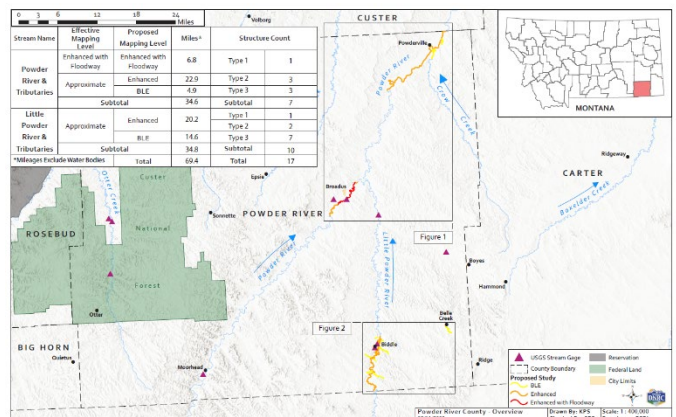 0 3 6 12 18 24
Miles
Stream Name Effective Mapping Level Proposed Mapping Level Miles* Structure Count
Powder River & Tributaries
Enhanced with Floodway Enhanced with Floodway 6.8 Type 1 1
Approximate Enhanced 22.9 Type 2 3
BLE 4.9 Type 3 3
Subtotal 34.6 Subtotal 7
Little Powder River & Tributaries
Approximate Enhanced 20.2 Type 1 1
Type 2 2
BLE 14.6 Type 3 7
Subtotal 34.8 Subtotal 10
*Mileages Exclude Water Bodies Total 69.4 Total 17
Volborg
CUSTER
Powderville
Powder River
Crow Creek
MONTANA
Ridgeway
CARTER
Boxelder Creek
Otter Creek
Custer
National
Forest
Epsie
Sonnette
Broadus
POWDER RIVER
ROSEBUD
Powder River
Little Powder River
Figure 1
Boyes
Hammond
Otter
BIG HORN
Quietus
Moorhead
Figure 2
Belle Creek
Biddle
Ridge
USGS Stream Gage
County Boundary
Proposed Study
BLE
Enhanced
Enhanced with Floodway
Reservation
Federal Land
City Limits
DNRC
Powder River County - Overview
Drawn By: KPS
Scale: 1 : 400,000